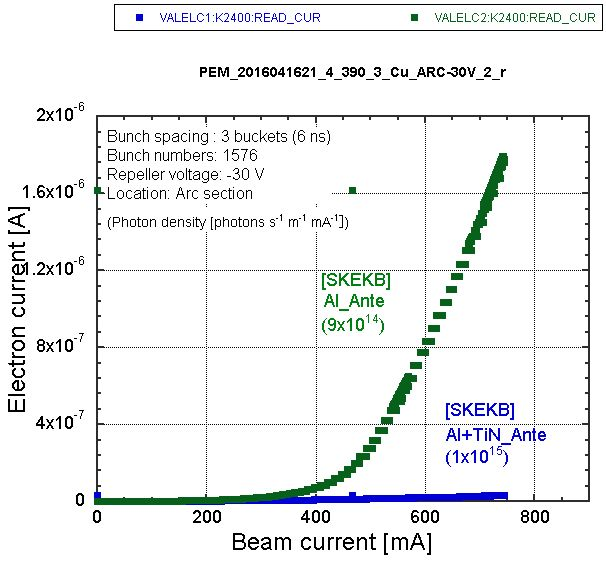 VALELC1:K2400:READ_CUR
VALELC2:K2400:READ_CUR
PEM_2016041621_4_390_3_Cu_ARC-30V_2_r
2x10⁻⁶
1.6x10⁻⁶
1.2x10⁻⁶
8x10⁻⁷
4x10⁻⁷
0
Electron current [A]
Bunch spacing : 3 buckets (6 ns)
Bunch numbers: 1576
Repeller voltage: -30 V
Location: Arc section
(Photon density [photons s⁻¹ m⁻¹ mA⁻¹])
[SKEKB]
Al_Ante
(9x10¹⁴)
[SKEKB]
Al+TiN_Ante
(1x10¹⁵)
0 200 400 600 800
Beam current [mA]